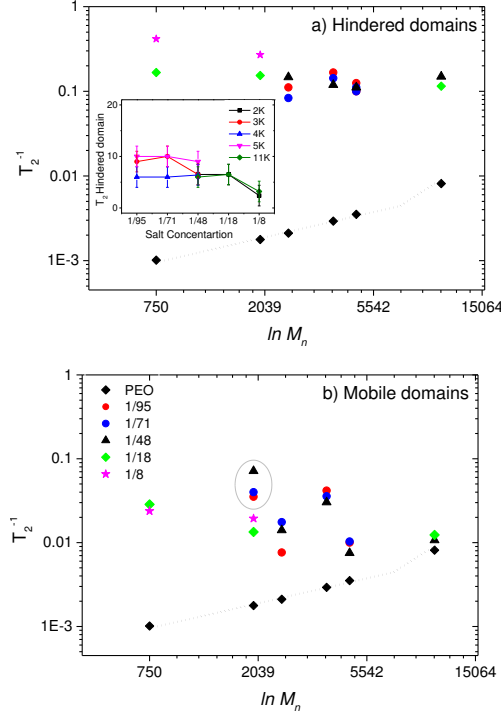 a) Hindered domains
1
0.1
0.01
1E-3
T2^-1
20
10
0
T2 Hindered domain
2K
3K
4K
5K
11K
1/95 1/71 1/48 1/18 1/8
Salt Concentartion
750 2039 5542 15064
ln Mn
b) Mobile domains
1
0.1
0.01
1E-3
T2^-1
PEO
1/95
1/71
1/48
1/18
1/8
750 2039 5542 15064
ln Mn